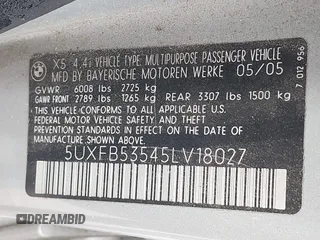 BMW
X5 4.4i VEHICLE TYPE: MULTIPURPOSE PASSENGER VEHICLE
MFD BY BAYERISCHE MOTOREN WERKE 05/05
GVWR 6008 lbs 2725 kg
GAWR FRONT 2789 lbs 1265 kg REAR 3307 lbs 1500 kg
THIS VEHICLE CONFORMS TO ALL APPLICABLE
U.S. FEDERAL MOTOR VEHICLE SAFETY AND THEFT
PREVENTION STANDARDS IN EFFECT ON THE DATE
OF MANUFACTURE SHOWN ABOVE.
5UXFB53545LV18027
7 012 956
DREAMBID